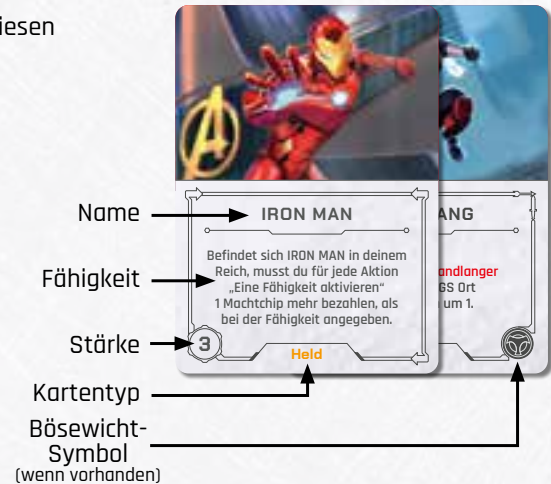 iesen
IRON MAN
ANG
Name
Befindet sich IRON MAN in deinem
Reich, musst du für jede Aktion
„Eine Fähigkeit aktivieren“
1 Machtchip mehr bezahlen, als
bei der Fähigkeit angegeben.
andlanger
GS Ort
um 1.
Fähigkeit
Stärke
3
Held
Kartentyp
Bösewicht-
Symbol
(wenn vorhanden)